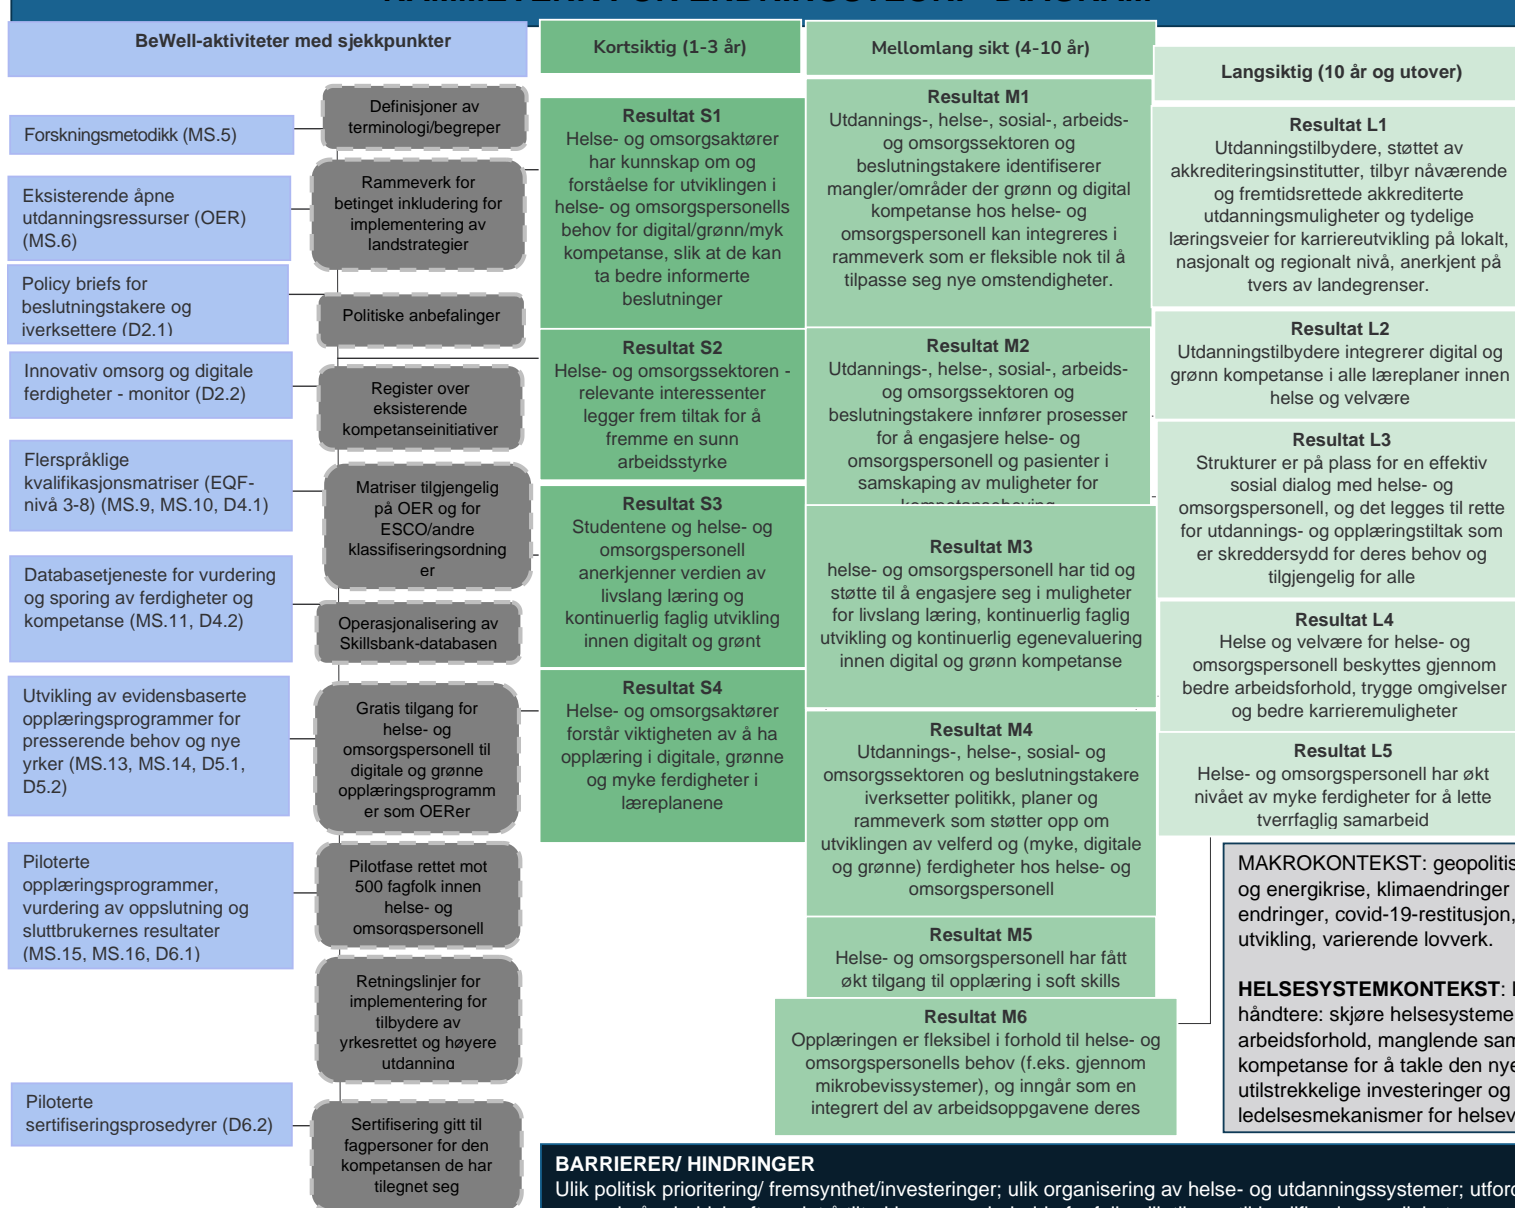 BeWell-aktiviteter med sjekkpunkter
Forskningsmetodikk (MS.5)
Eksisterende åpne
utdanningsressurser (OER)
(MS.6)
Policy briefs for
beslutningstakere og
iverksettere (D2.1)
Innovativ omsorg og digitale
ferdigheter - monitor (D2.2)
Flerspråklige
kvalifikasjonsmatriser (EQF-
nivå 3-8) (MS.9, MS.10, D4.1)
Databasetjeneste for vurdering
og sporing av ferdigheter og
kompetanse (MS.11, D4.2)
Utvikling av evidensbaserte
opplæringsprogrammer for
presserende behov og nye
yrker (MS.13, MS.14, D5.1,
D5.2)
Piloterte
opplæringsprogrammer,
vurdering av oppslutning og
sluttbrukernes resultater
(MS.15, MS.16, D6.1)
Piloterte
sertifiseringsprosedyrer (D6.2)
Definisjoner av
terminologi/begreper
Rammeverk for
betinget inkludering for
implementering av
landstrategier
Politiske anbefalinger
Register over
eksisterende
kompetanseinitiativer
Matriser tilgjengelig
på OER og for
ESCO/andre
klassifiseringsordning
er
Operasjonalisering av
Skillsbank-databasen
Gratis tilgang for
helse- og
omsorgspersonell til
digitale og grønne
opplæringsprogramm
er som OERer
Pilotfase rettet mot
500 fagfolk innen
helse- og
omsorgspersonell
Retningslinjer for
implementering for
tilbydere av
yrkesrettet og høyere
utdanning
Sertifisering gitt til
fagpersoner for den
kompetansen de har
tilegnet seg
Kortsiktig (1-3 år)
Resultat S1
Helse- og omsorgsaktører
har kunnskap om og
forståelse for utviklingen i
helse- og omsorgspersonells
behov for digital/grønn/myk
kompetanse, slik at de kan
ta bedre informerte
beslutninger
Resultat S2
Helse- og omsorgssektoren -
relevante interessenter
legger frem tiltak for å
fremme en sunn
arbeidsstyrke
Resultat S3
Studentene og helse- og
omsorgspersonell
anerkjenner verdien av
livslang læring og
kontinuerlig faglig utvikling
innen digitalt og grønt
Resultat S4
Helse- og omsorgsaktører
forstår viktigheten av å ha
opplæring i digitale, grønne
og myke ferdigheter i
læreplanene
Mellomlang sikt (4-10 år)
Resultat M1
Utdannings-, helse-, sosial-, arbeids-
og omsorgssektoren og
beslutningstakere identifiserer
mangler/områder der grønn og digital
kompetanse hos helse- og
omsorgspersonell kan integreres i
rammeverk som er fleksible nok til å
tilpasse seg nye omstendigheter.
Resultat M2
Utdannings-, helse-, sosial-, arbeids-
og omsorgssektoren og
beslutningstakere innfører prosesser
for å engasjere helse- og
omsorgspersonell og pasienter i
samskaping av muligheter for
Resultat M3
helse- og omsorgspersonell har tid og
støtte til å engasjere seg i muligheter
for livslang læring, kontinuerlig faglig
utvikling og kontinuerlig egenevaluering
innen digital og grønn kompetanse
Resultat M4
Utdannings-, helse-, sosial- og
omsorgssektoren og beslutningstakere
iverksetter politikk, planer og
rammeverk som støtter opp om
utviklingen av velferd og (myke, digitale
og grønne) ferdigheter hos helse- og
omsorgspersonell
Resultat M5
Helse- og omsorgspersonell har fått
økt tilgang til opplæring i soft skills
Resultat M6
Opplæringen er fleksibel i forhold til helse- og
omsorgspersonells behov (f.eks. gjennom
mikrobevissystemer), og inngår som en
integrert del av arbeidsoppgavene deres
Langsiktig (10 år og utover)
Resultat L1
Utdanningstilbydere, støttet av
akkrediteringsinstitutter, tilbyr nåværende
og fremtidsrettede akkrediterte
utdanningsmuligheter og tydelige
læringsveier for karriereutvikling på lokalt,
nasjonalt og regionalt nivå, anerkjent på
tvers av landegrenser.
Resultat L2
Utdanningstilbydere integrerer digital og
grønn kompetanse i alle læreplaner innen
helse og velvære
Resultat L3
Strukturer er på plass for en effektiv
sosial dialog med helse- og
omsorgspersonell, og det legges til rette
for utdannings- og opplæringstiltak som
er skreddersydd for deres behov og
tilgjengelig for alle
Resultat L4
Helse og velvære for helse- og
omsorgspersonell beskyttes gjennom
bedre arbeidsforhold, trygge omgivelser
og bedre karrieremuligheter
Resultat L5
Helse- og omsorgspersonell har økt
nivået av myke ferdigheter for å lette
tverrfaglig samarbeid
MAKROKONTEKST: geopolitis
og energikrise, klimaendringer
endringer, covid-19-restitusjon,
utvikling, varierende lovverk.
HELSESYSTEMKONTEKST:
håndtere: skjøre helsesysteme
arbeidsforhold, manglende sam
kompetanse for å takle den nye
utilstrekkelige investeringer og
ledelsesmekanismer for helsev
BARRIERER/ HINDRINGER
Ulik politisk prioritering/ fremsynthet/investeringer; ulik organisering av helse- og utdanningssystemer; utford